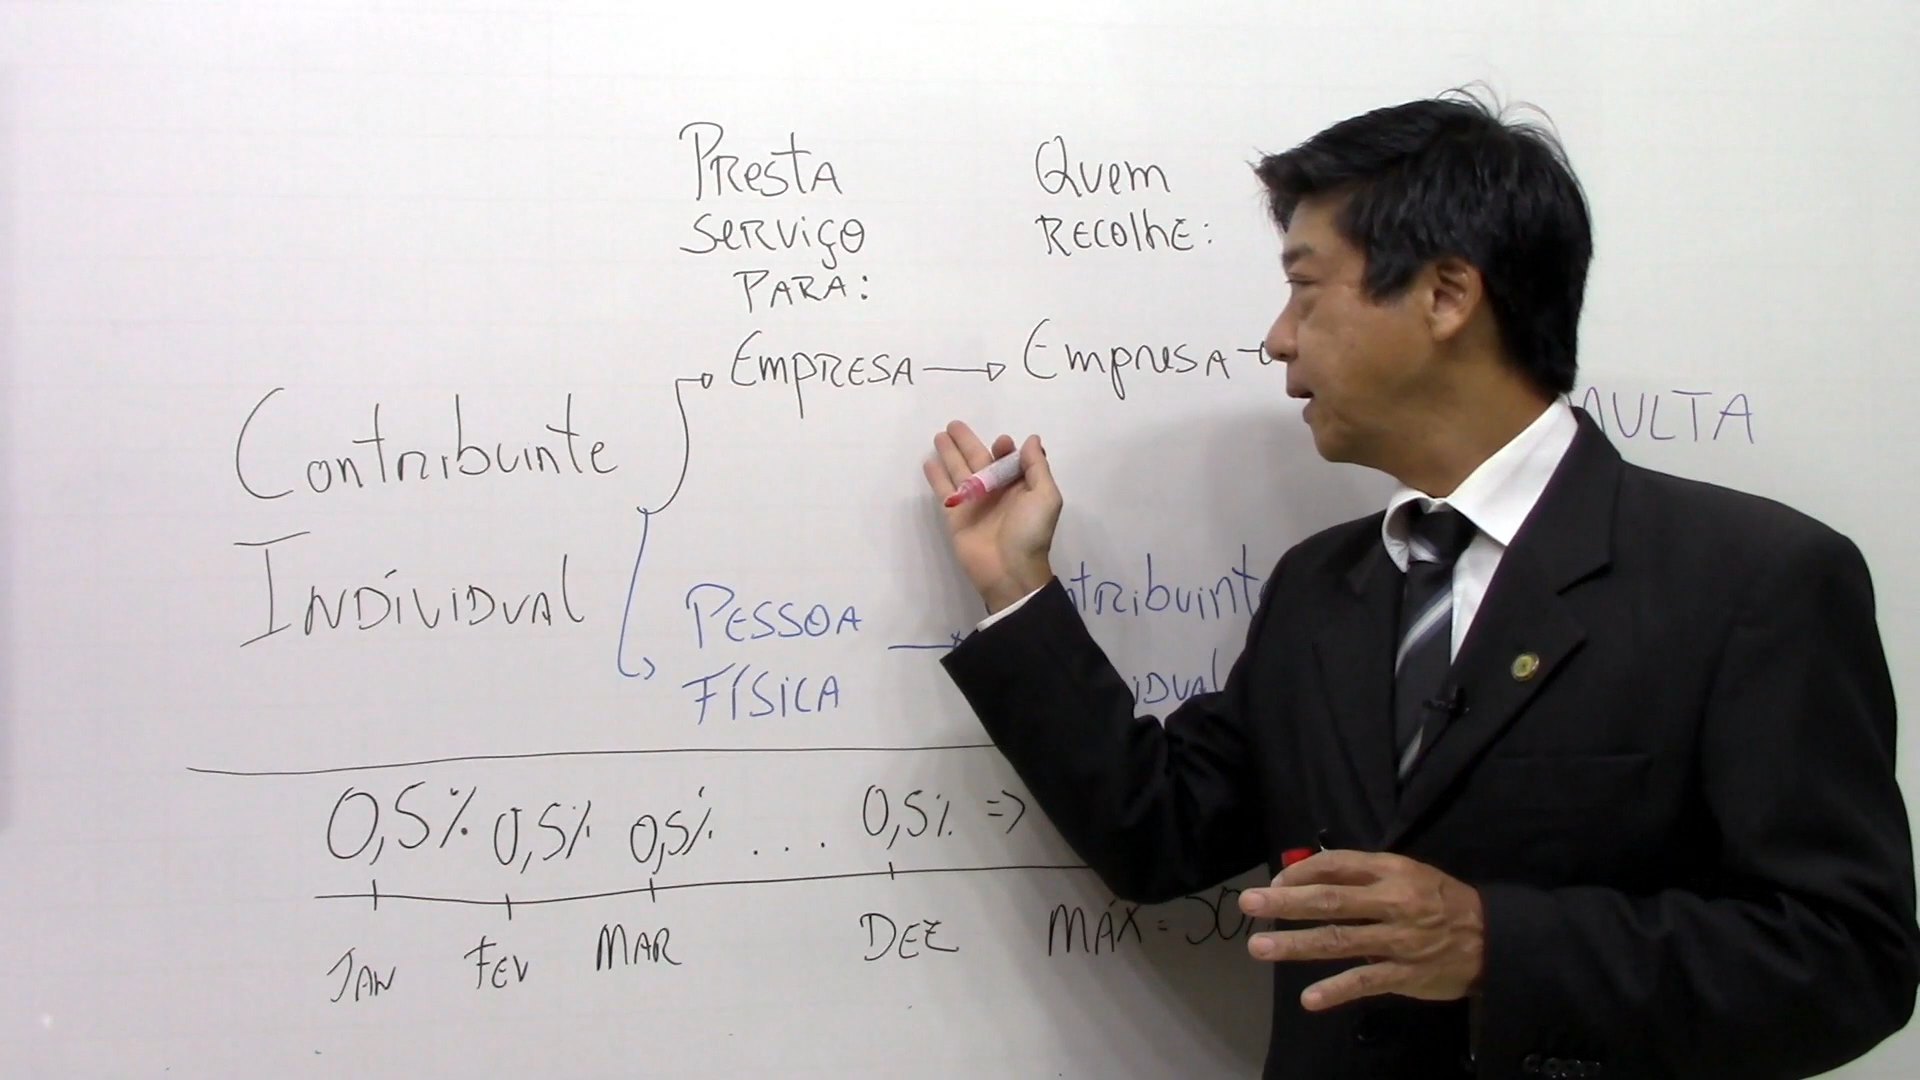 Presta
serviço
para:
Quem
recolhe:
Empresa → Empresa
Multa
Contribuinte
Individual
Pessoa
Física
0,5% 0,5% 0,5% ... 0,5% =>
Jan Fev Mar Dez
Máx =